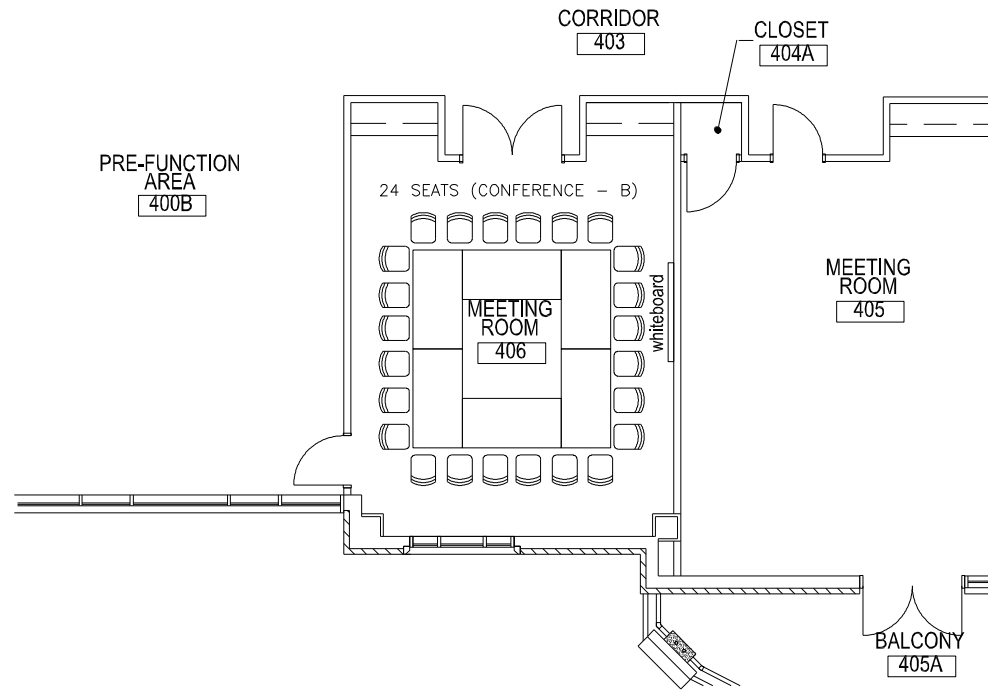 CORRIDOR
403
CLOSET
404A
PRE-FUNCTION
AREA
400B
24 SEATS (CONFERENCE - B)
MEETING
ROOM
406
whiteboard
MEETING
ROOM
405
BALCONY
405A